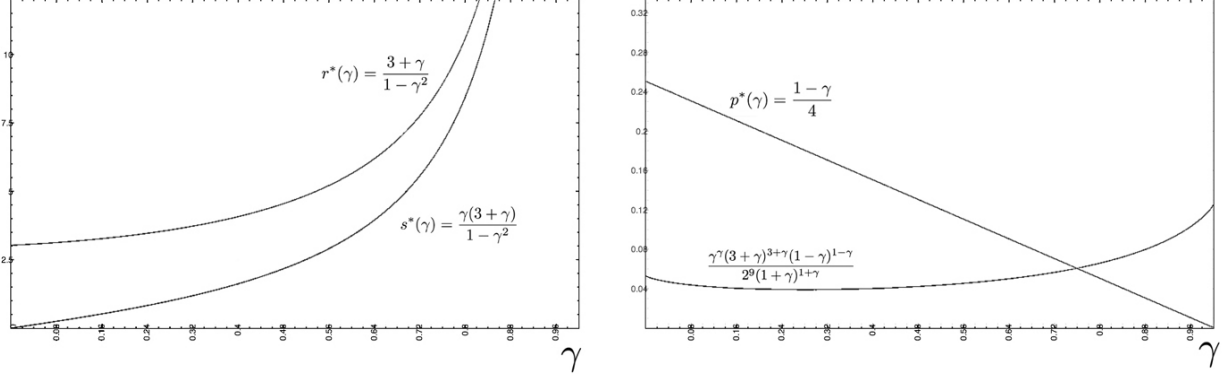 10
7.5
5
2.5
r*(γ) = (3 + γ)/(1 − γ²)
s*(γ) = γ(3 + γ)/(1 − γ²)
0.08 0.16 0.24 0.32 0.4 0.48 0.56 0.64 0.72 0.8 0.88 0.96
γ
0.32
0.28
0.24
0.2
0.16
0.12
0.08
0.04
p*(γ) = (1 − γ)/4
γ^γ(3 + γ)^(3+γ)(1 − γ)^(1−γ)/(2⁹(1 + γ)^(1+γ))
0.08 0.16 0.24 0.32 0.4 0.48 0.56 0.64 0.72 0.8 0.88 0.96
γ